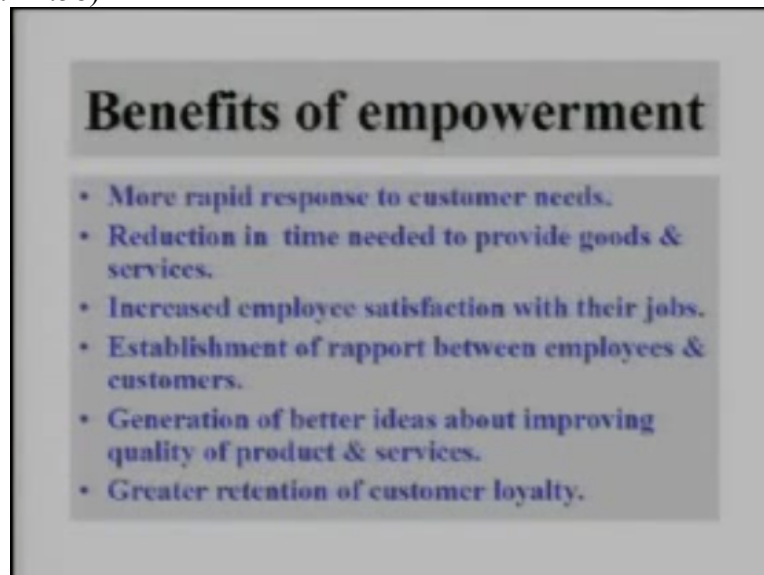 Benefits of empowerment
• More rapid response to customer needs.
• Reduction in time needed to provide goods &
services.
• Increased employee satisfaction with their jobs.
• Establishment of rapport between employees &
customers.
• Generation of better ideas about improving
quality of product & services.
• Greater retention of customer loyalty.